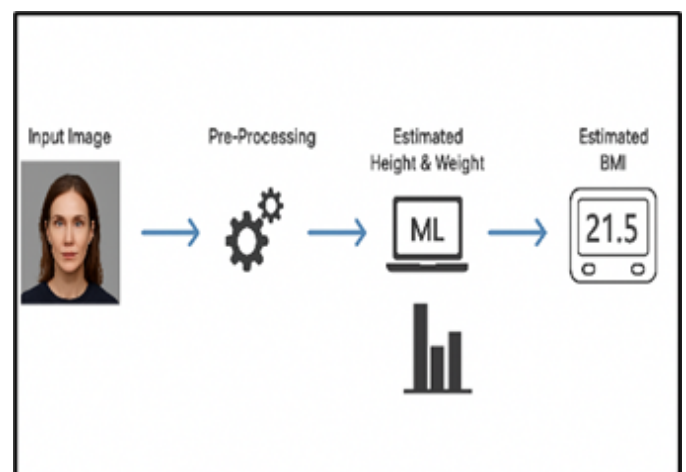 Input Image
Pre-Processing
Estimated
Height & Weight
Estimated
BMI
ML
21.5